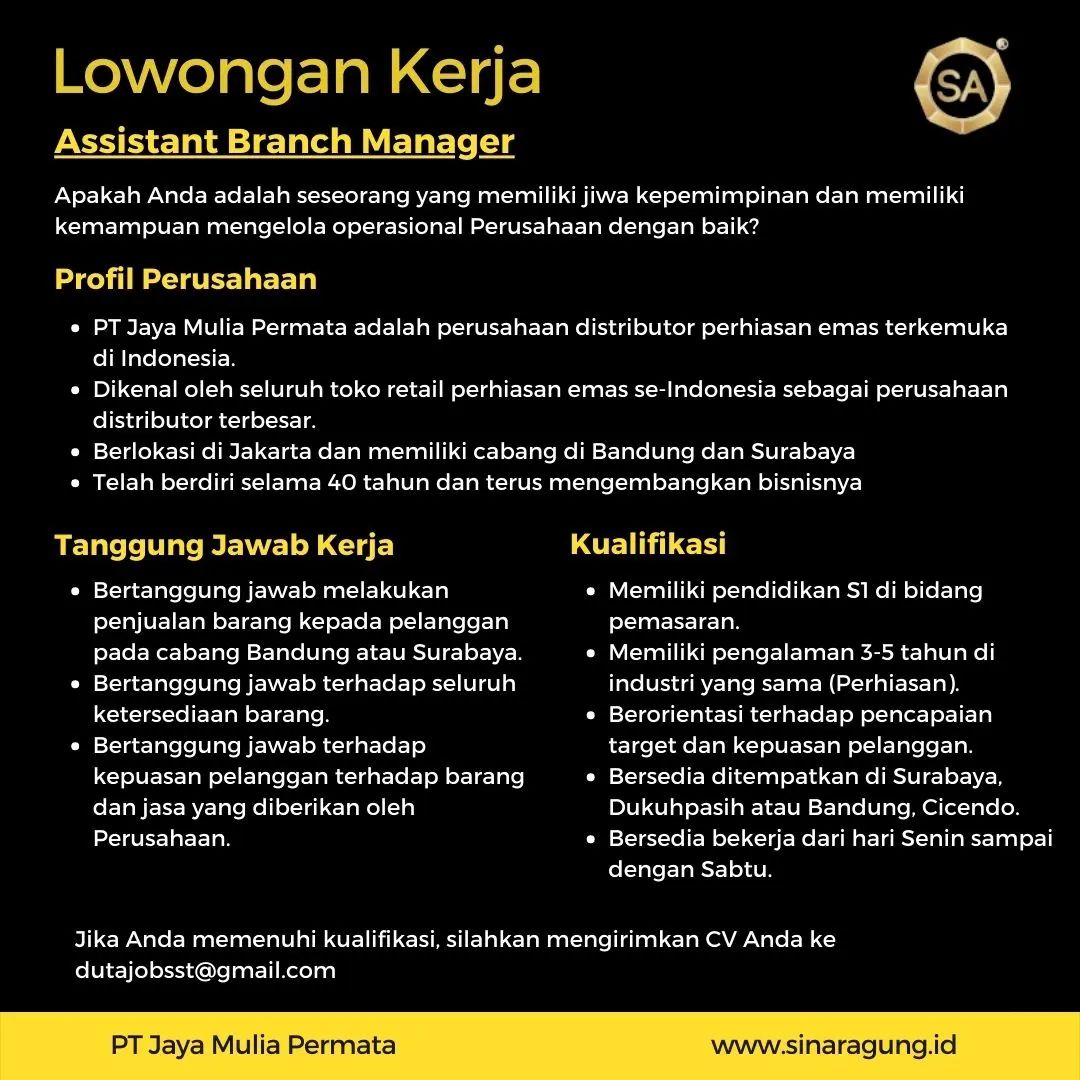 Lowongan Kerja
SA
®
Assistant Branch Manager
Apakah Anda adalah seseorang yang memiliki jiwa kepemimpinan dan memiliki
kemampuan mengelola operasional Perusahaan dengan baik?
Profil Perusahaan
• PT Jaya Mulia Permata adalah perusahaan distributor perhiasan emas terkemuka
di Indonesia.
• Dikenal oleh seluruh toko retail perhiasan emas se-Indonesia sebagai perusahaan
distributor terbesar.
• Berlokasi di Jakarta dan memiliki cabang di Bandung dan Surabaya
• Telah berdiri selama 40 tahun dan terus mengembangkan bisnisnya
Tanggung Jawab Kerja
• Bertanggung jawab melakukan
penjualan barang kepada pelanggan
pada cabang Bandung atau Surabaya.
• Bertanggung jawab terhadap seluruh
ketersediaan barang.
• Bertanggung jawab terhadap
kepuasan pelanggan terhadap barang
dan jasa yang diberikan oleh
Perusahaan.
Kualifikasi
• Memiliki pendidikan S1 di bidang
pemasaran.
• Memiliki pengalaman 3-5 tahun di
industri yang sama (Perhiasan).
• Berorientasi terhadap pencapaian
target dan kepuasan pelanggan.
• Bersedia ditempatkan di Surabaya,
Dukuhpasih atau Bandung, Cicendo.
• Bersedia bekerja dari hari Senin sampai
dengan Sabtu.
Jika Anda memenuhi kualifikasi, silahkan mengirimkan CV Anda ke
dutajobsst@gmail.com
PT Jaya Mulia Permata
www.sinaragung.id